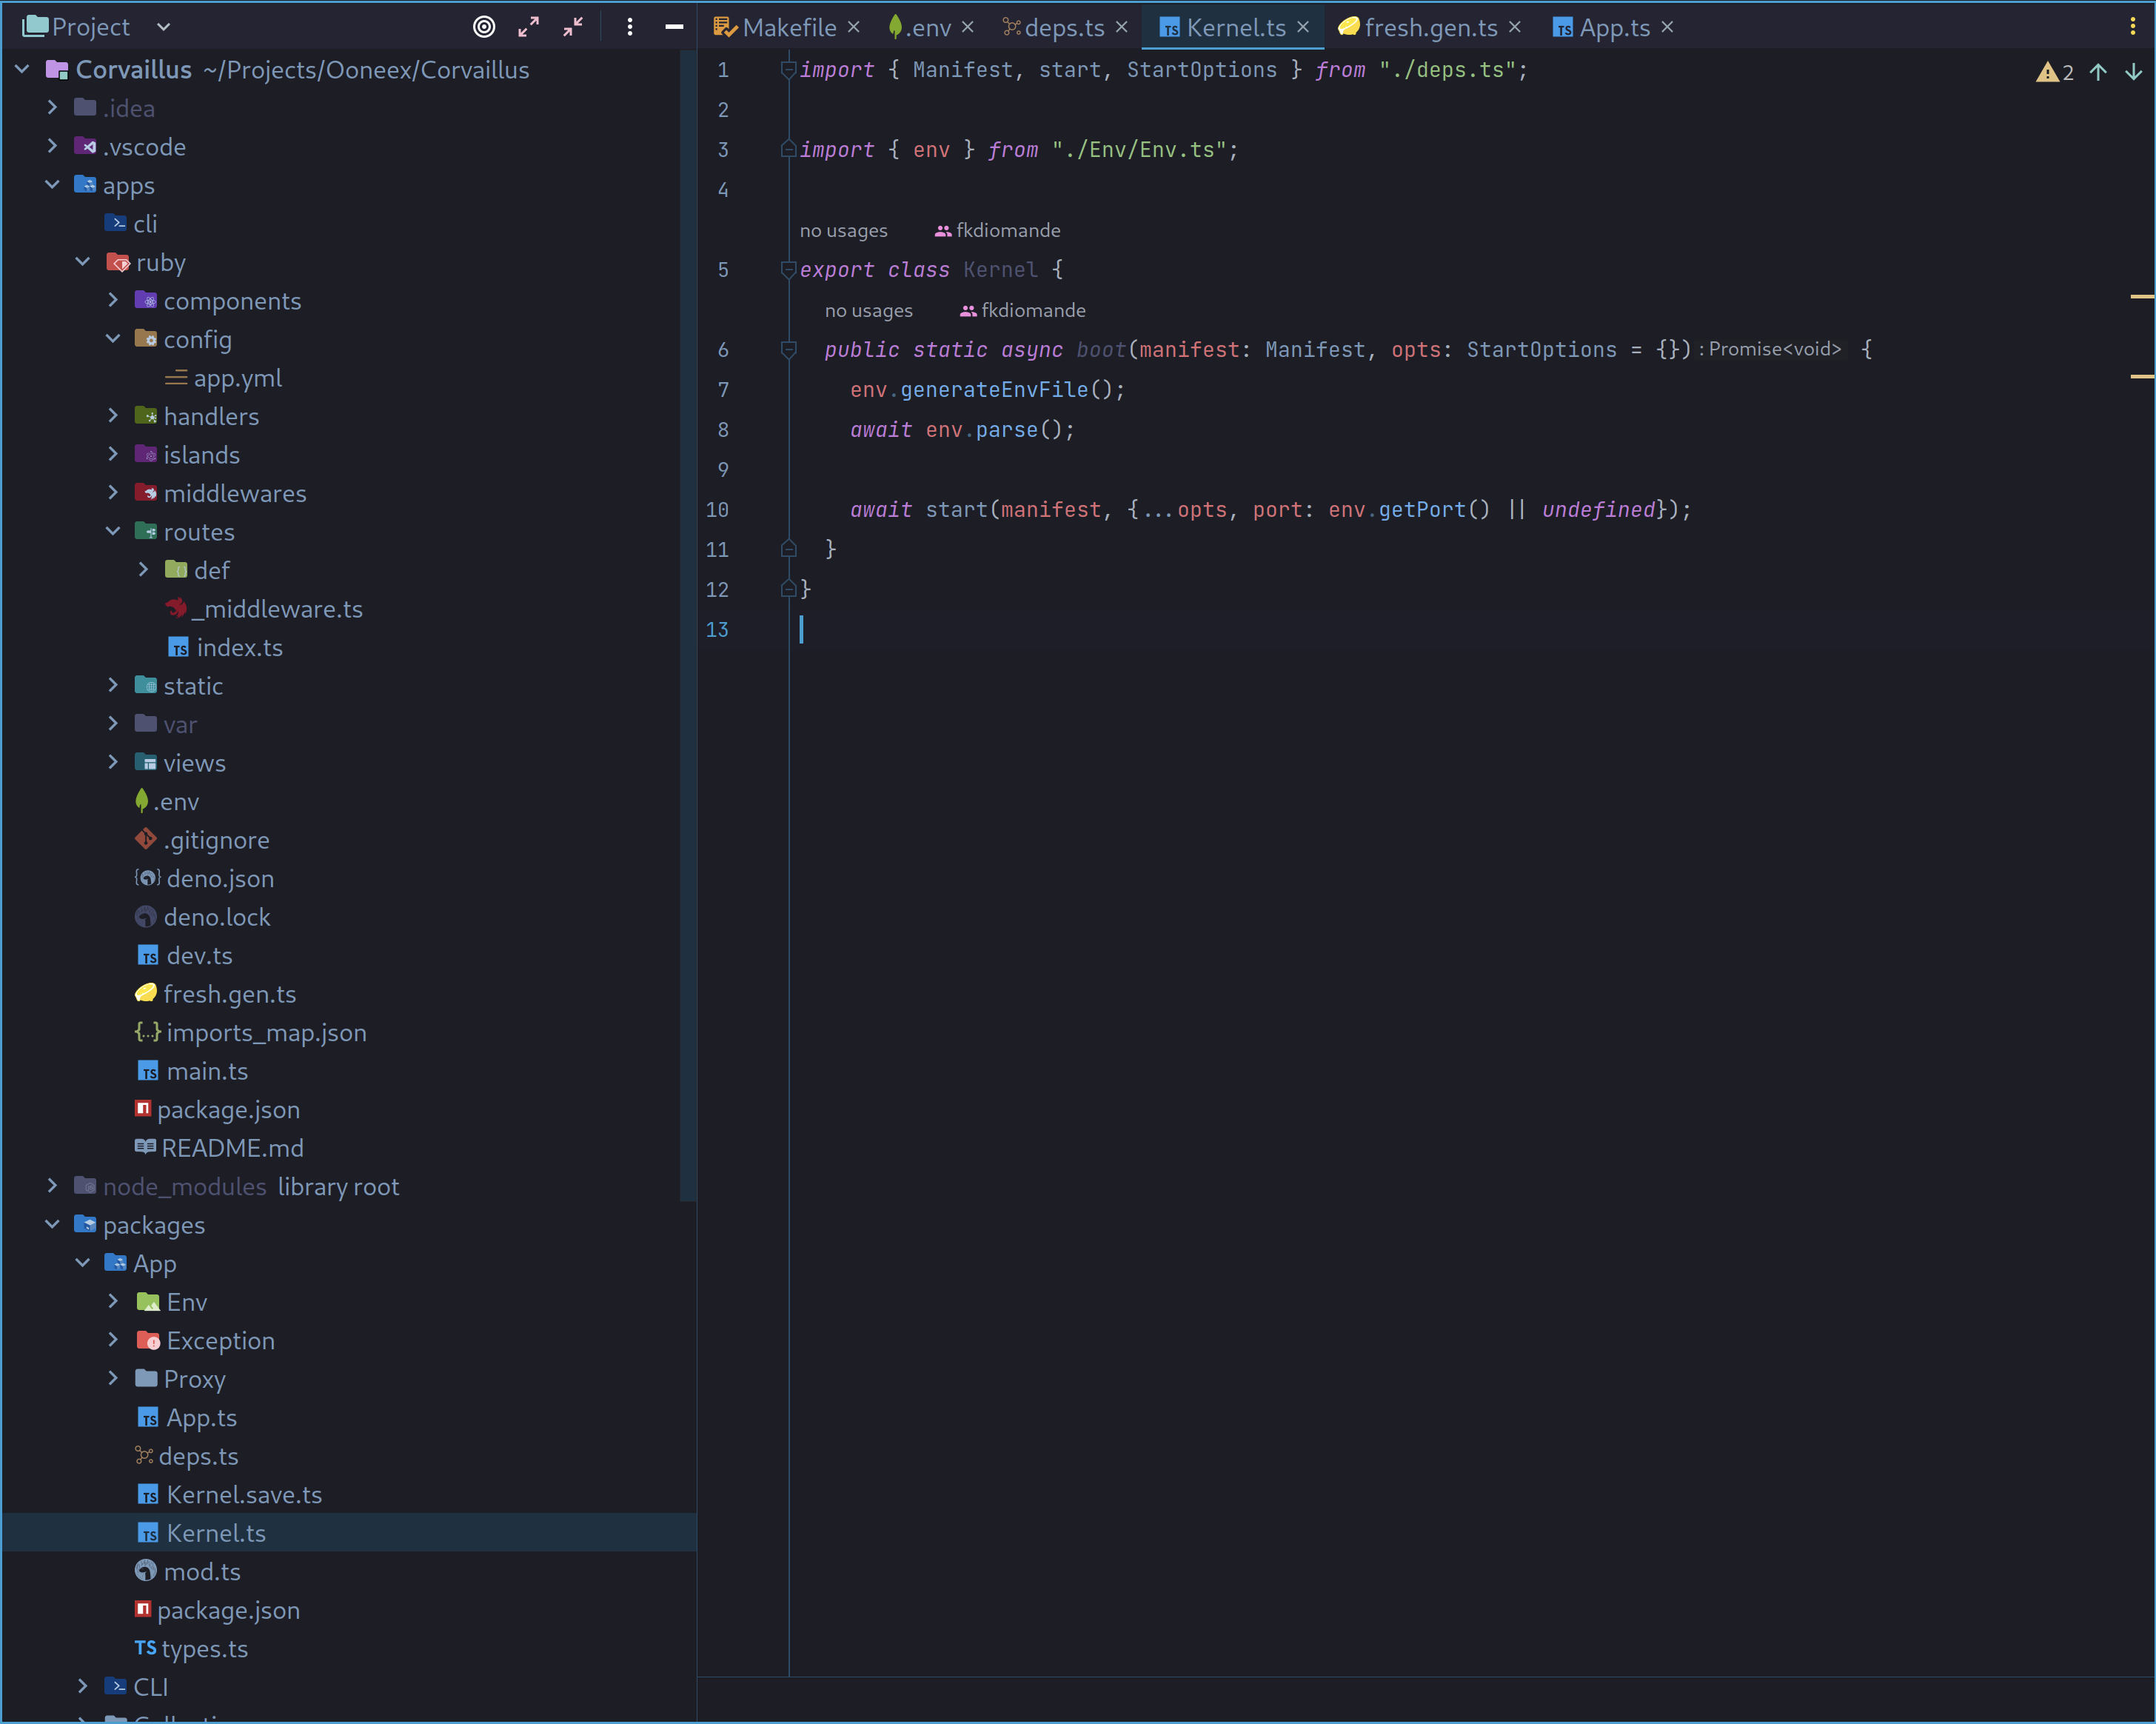 Project
Corvaillus ~/Projects/Ooneex/Corvaillus
.idea
.vscode
apps
cli
ruby
components
config
app.yml
handlers
islands
middlewares
routes
def
_middleware.ts
index.ts
static
var
views
.env
.gitignore
deno.json
deno.lock
dev.ts
fresh.gen.ts
imports_map.json
main.ts
package.json
README.md
node_modules library root
packages
App
Env
Exception
Proxy
App.ts
deps.ts
Kernel.save.ts
Kernel.ts
mod.ts
package.json
TS types.ts
CLI
Makefile .env deps.ts Kernel.ts fresh.gen.ts App.ts
2
1 import { Manifest, start, StartOptions } from "./deps.ts";
2
3 import { env } from "./Env/Env.ts";
4
no usages fkdiomande
5 export class Kernel {
no usages fkdiomande
6 public static async boot(manifest: Manifest, opts: StartOptions = {}) : Promise<void> {
7 env.generateEnvFile();
8 await env.parse();
9
10 await start(manifest, {...opts, port: env.getPort() || undefined});
11 }
12 }
13